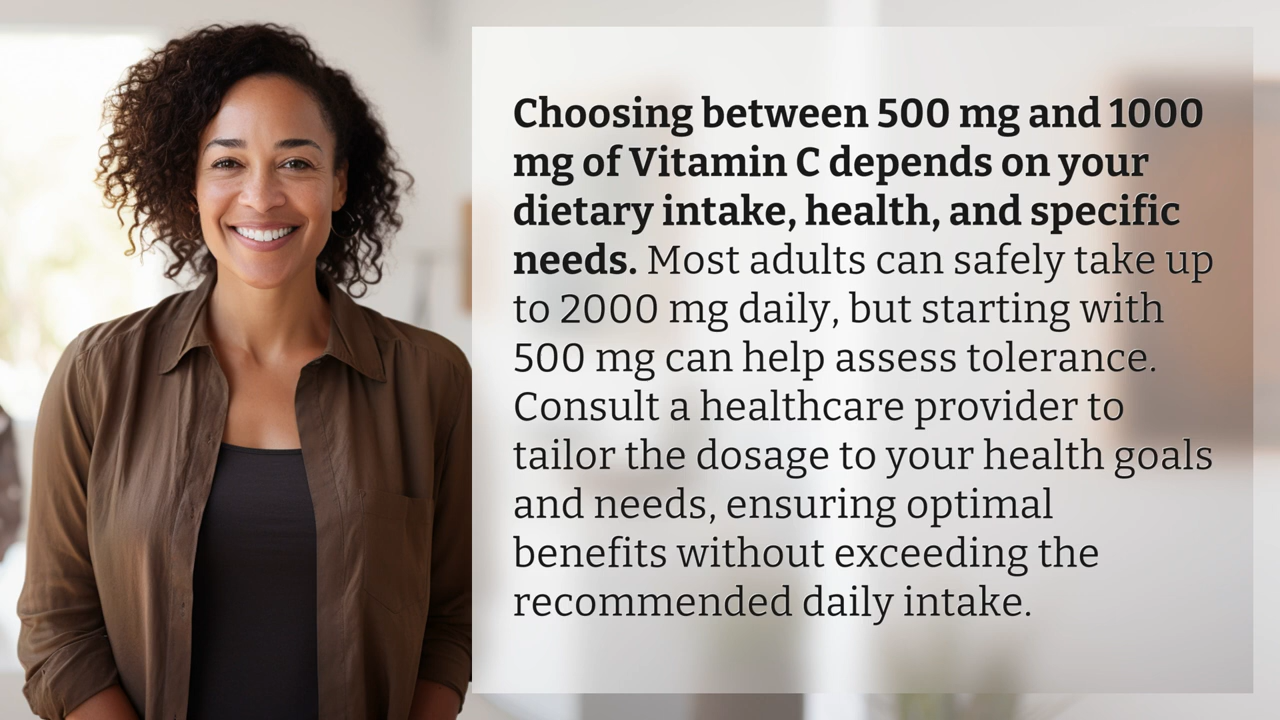 Choosing between 500 mg and 1000
mg of Vitamin C depends on your
dietary intake, health, and specific
needs. Most adults can safely take up
to 2000 mg daily, but starting with
500 mg can help assess tolerance.
Consult a healthcare provider to
tailor the dosage to your health goals
and needs, ensuring optimal
benefits without exceeding the
recommended daily intake.